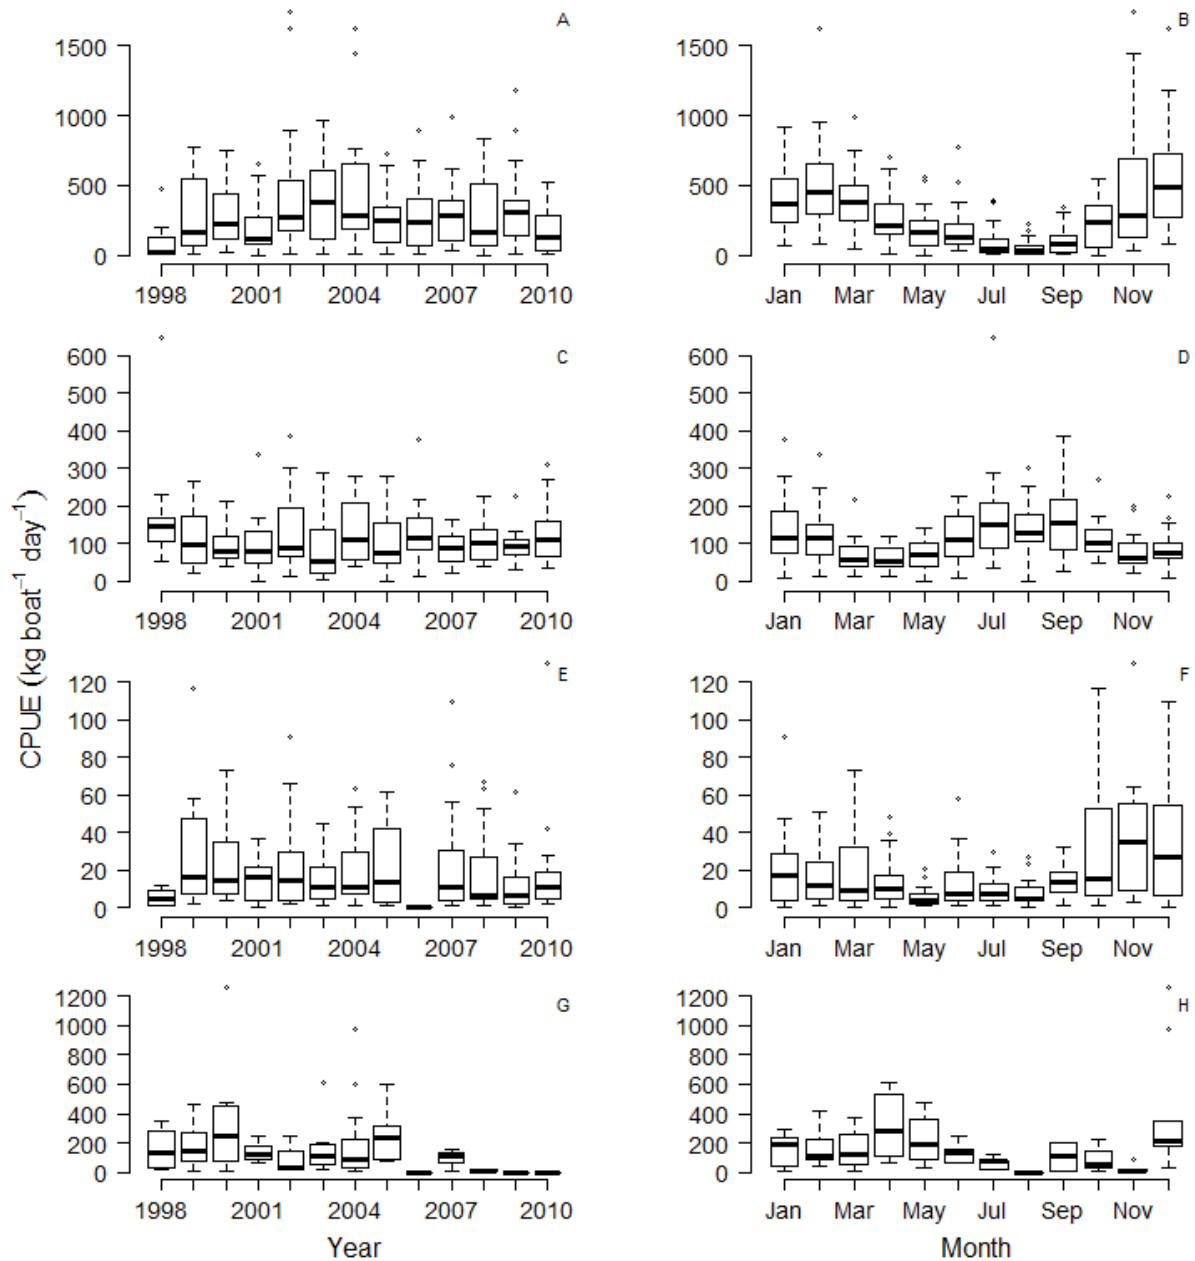 A
1500
1000
500
0
1998 2001 2004 2007 2010
B
1500
1000
500
0
Jan Mar May Jul Sep Nov
C
600
500
400
300
200
100
0
1998 2001 2004 2007 2010
D
600
500
400
300
200
100
0
Jan Mar May Jul Sep Nov
CPUE (kg boat⁻¹ day⁻¹)
E
120
100
80
60
40
20
0
1998 2001 2004 2007 2010
F
120
100
80
60
40
20
0
Jan Mar May Jul Sep Nov
G
1200
1000
800
600
400
200
0
1998 2001 2004 2007 2010
Year
H
1200
1000
800
600
400
200
0
Jan Mar May Jul Sep Nov
Month